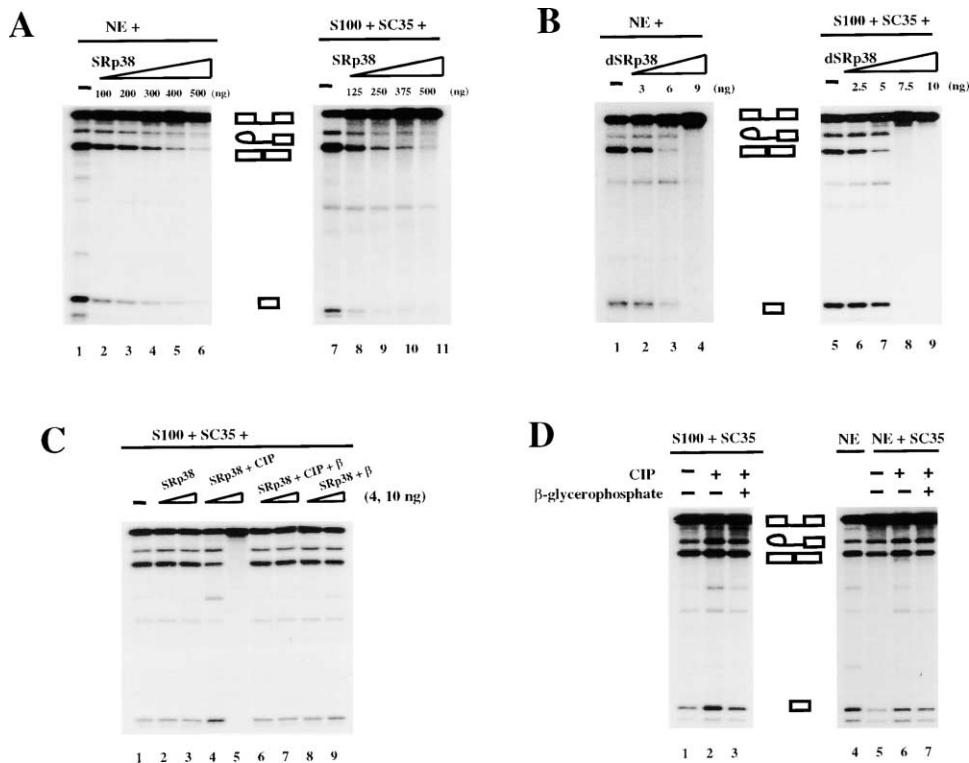 A
NE +
SRp38
– 100 200 300 400 500 (ng)
1 2 3 4 5 6
S100 + SC35 +
SRp38
– 125 250 375 500 (ng)
7 8 9 10 11
B
NE +
dSRp38
– 3 6 9 (ng)
1 2 3 4
S100 + SC35 +
dSRp38
– 2.5 5 7.5 10 (ng)
5 6 7 8 9
C
S100 + SC35 +
– SRp38 SRp38 + CIP SRp38 + CIP + β SRp38 + β (4, 10 ng)
1 2 3 4 5 6 7 8 9
D
S100 + SC35
CIP – + +
β-glycerophosphate – – +
1 2 3
NE NE + SC35
– + +
– – +
4 5 6 7